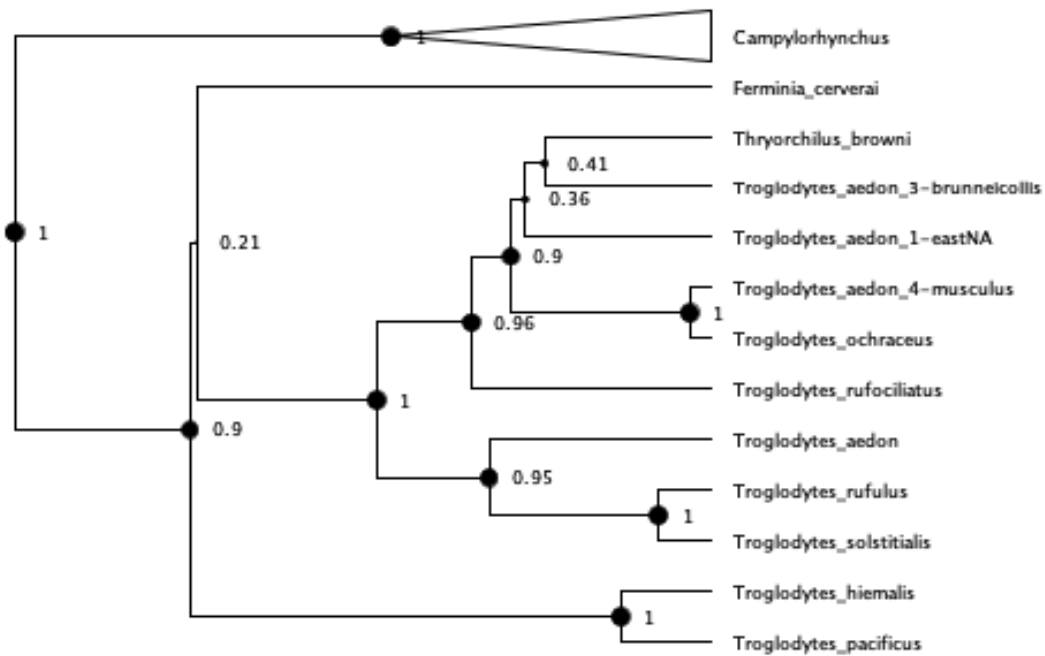 1 Campylorhynchus
Ferminia_cerverai
Thryorchilus_browni
0.41
Troglodytes_aedon_3-brunneicollis
0.36
1
Troglodytes_aedon_1-eastNA
0.21
0.9
Troglodytes_aedon_4-musculus
1
0.96
Troglodytes_ochraceus
Troglodytes_rufociliatus
1
0.9
Troglodytes_aedon
0.95
Troglodytes_rufulus
1
Troglodytes_solstitialis
Troglodytes_hiemalis
1
Troglodytes_pacificus